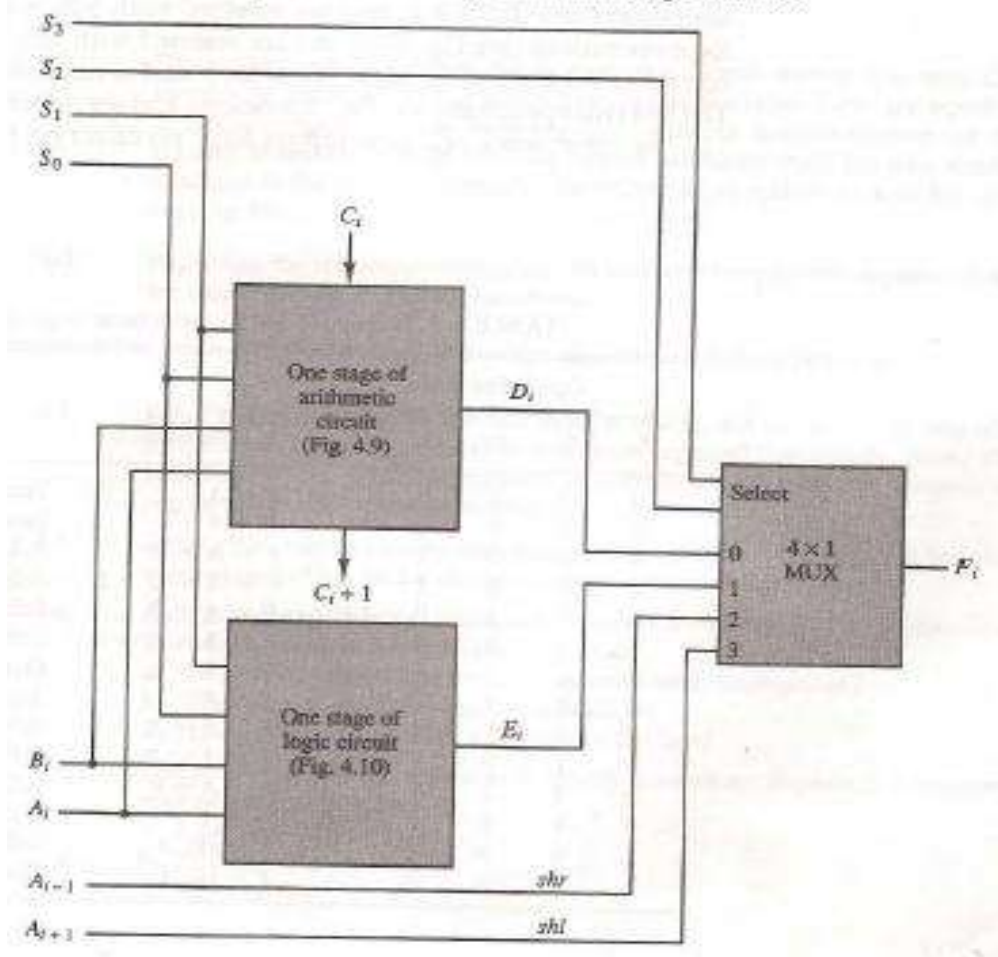 S₃
S₂
S₁
S₀
Cᵢ
One stage of
arithmetic
circuit
(Fig. 4.9)
Dᵢ
Select
0
4 × 1
MUX
1
2
3
Fᵢ
Cᵢ + 1
One stage of
logic circuit
(Fig. 4.10)
Eᵢ
Bᵢ
Aᵢ
Aᵢ₋₁
shr
Aᵢ₊₁
shl